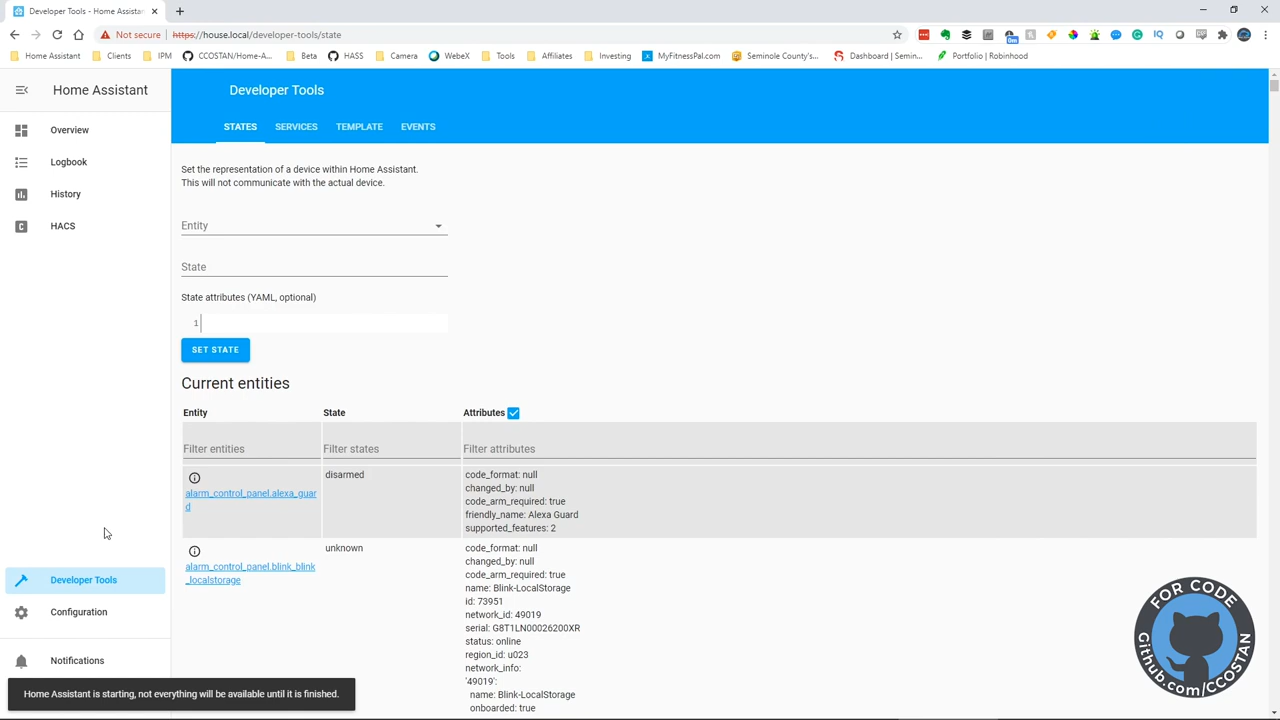 Developer Tools - Home Assistant
Not secure
https://house.local/developer-tools/state
0m
IQ
Home Assistant
Clients
IPM
CCOSTAN/Home-A...
Beta
HASS
Camera
WebeX
Tools
Affiliates
Investing
MyFitnessPal.com
Seminole County's...
Dashboard | Semin...
Portfolio | Robinhood
Home Assistant
Developer Tools
STATES
SERVICES
TEMPLATE
EVENTS
Overview
Logbook
History
HACS
Developer Tools
Configuration
Notifications
Set the representation of a device within Home Assistant.
This will not communicate with the actual device.
Entity
State
State attributes (YAML, optional)
1
SET STATE
Current entities
Entity
State
Attributes
Filter entities
Filter states
Filter attributes
alarm_control_panel.alexa_guar
d
disarmed
code_format: null
changed_by: null
code_arm_required: true
friendly_name: Alexa Guard
supported_features: 2
alarm_control_panel.blink_blink
_localstorage
unknown
code_format: null
changed_by: null
code_arm_required: true
name: Blink-LocalStorage
id: 73951
network_id: 49019
serial: G8T1LN00026200XR
status: online
region_id: u023
network_info:
'49019':
name: Blink-LocalStorage
onboarded: true
Home Assistant is starting, not everything will be available until it is finished.
FOR CODE
Github.com/CCOSTAN